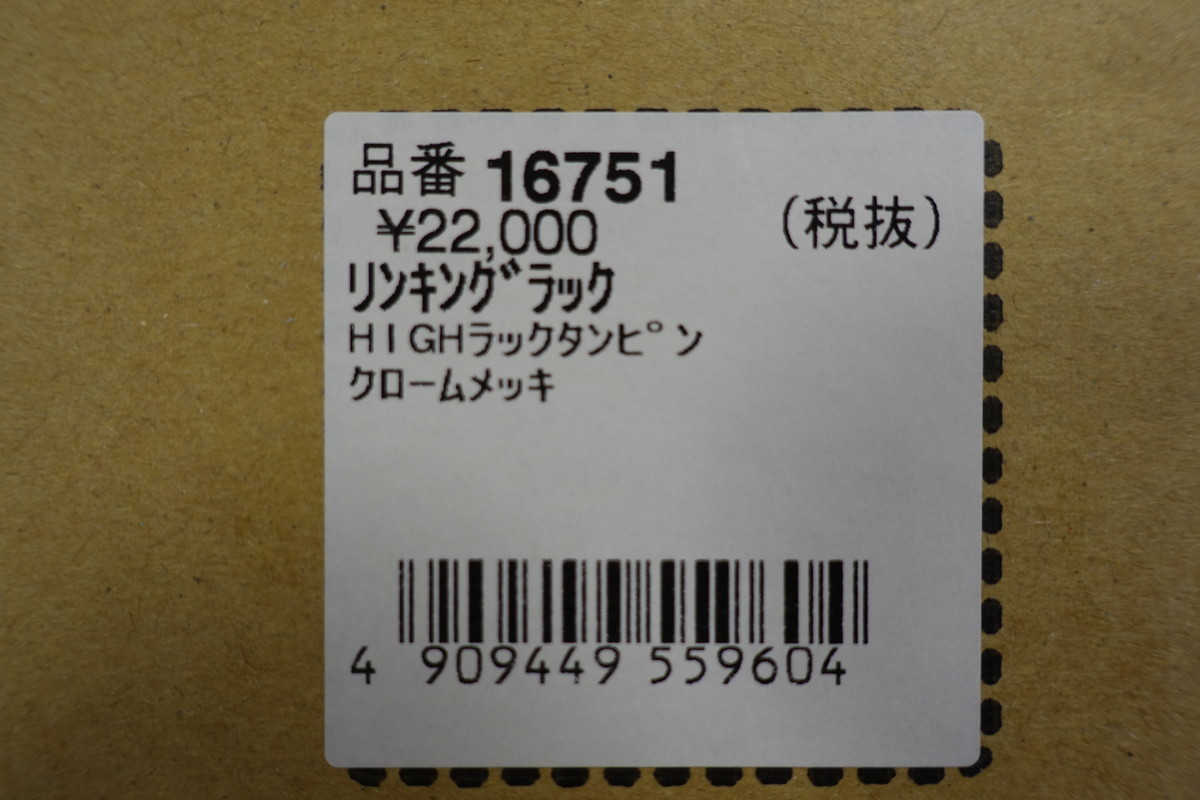 品番 16751
¥22,000 (税抜)
リンキングラック
HIGHラックタンピン
クロームメッキ
4 909449 559604